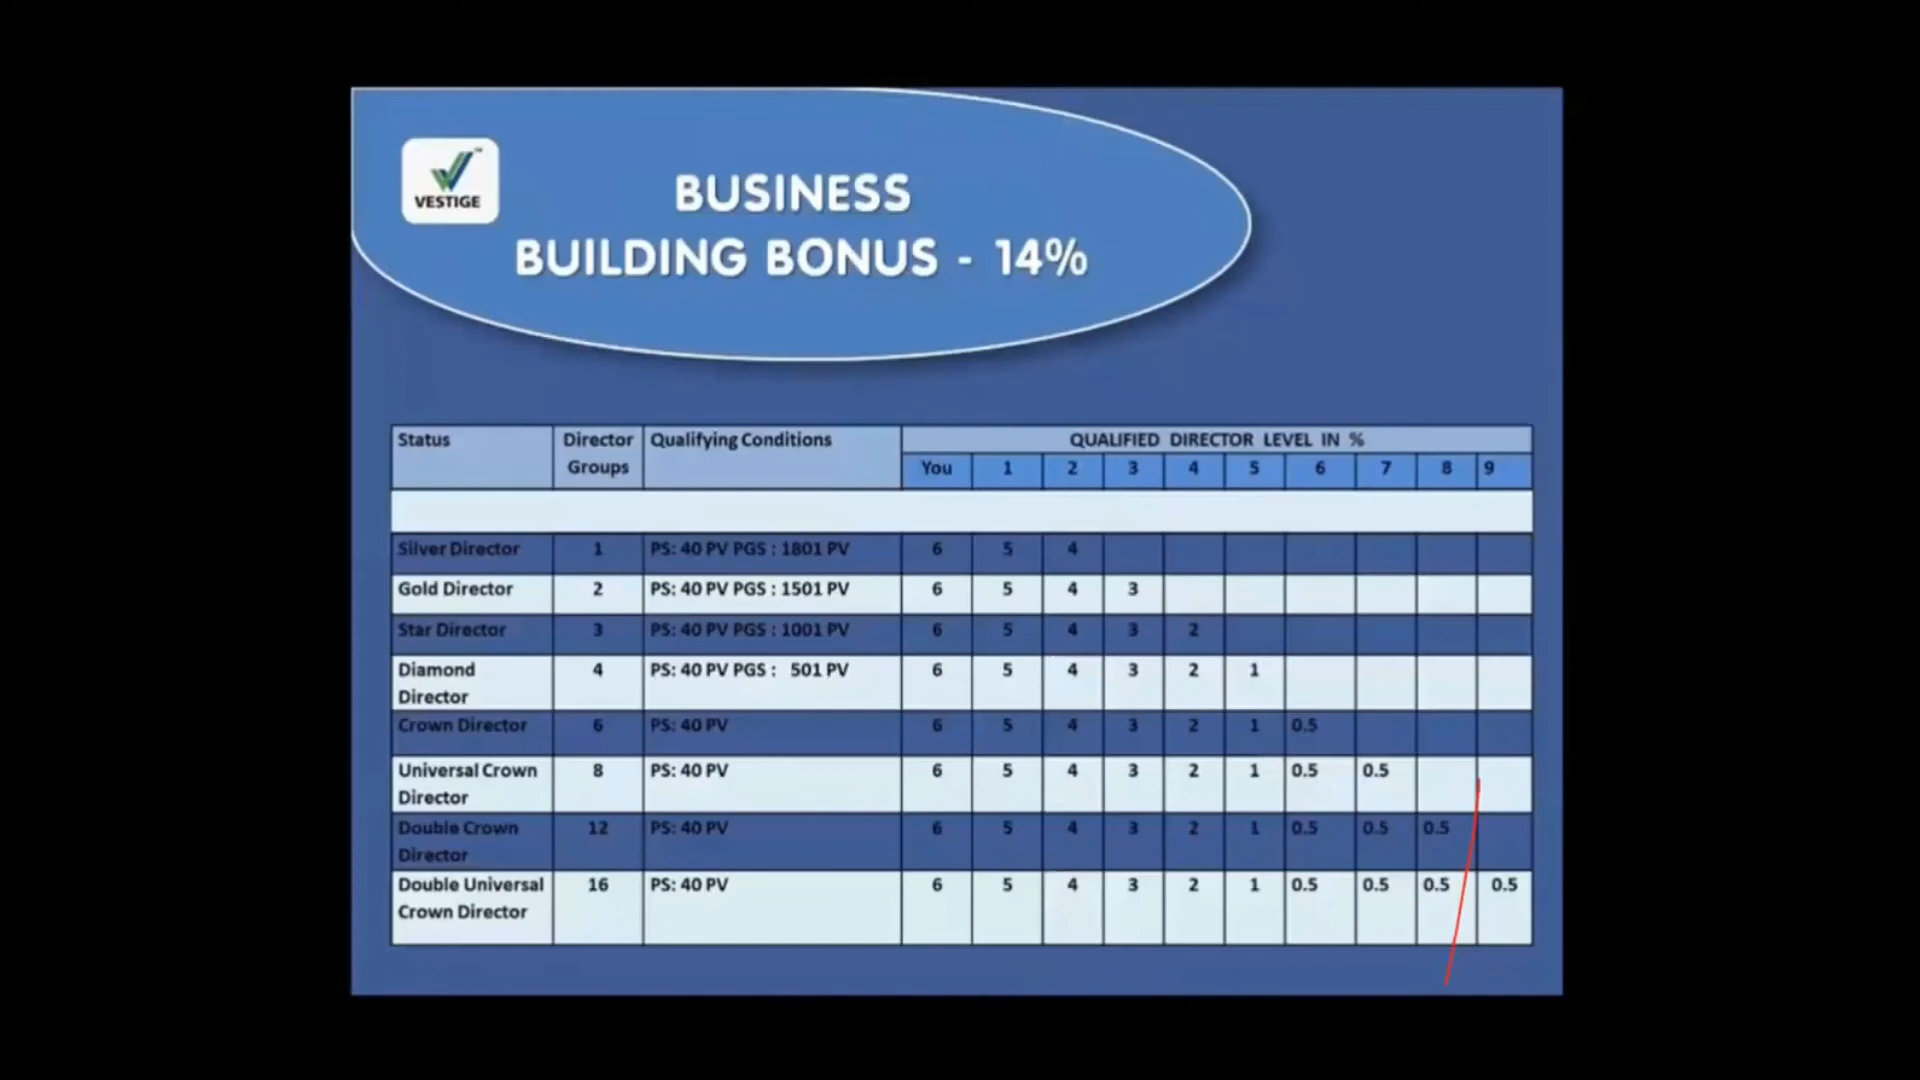 VESTIGE
BUSINESS
BUILDING BONUS - 14%
Status Director Groups Qualifying Conditions QUALIFIED DIRECTOR LEVEL IN %
You 1 2 3 4 5 6 7 8 9
Silver Director 1 PS: 40 PV PGS : 1801 PV 6 5 4
Gold Director 2 PS: 40 PV PGS : 1501 PV 6 5 4 3
Star Director 3 PS: 40 PV PGS : 1001 PV 6 5 4 3 2
Diamond Director 4 PS: 40 PV PGS : 501 PV 6 5 4 3 2 1
Crown Director 6 PS: 40 PV 6 5 4 3 2 1 0.5
Universal Crown Director 8 PS: 40 PV 6 5 4 3 2 1 0.5 0.5
Double Crown Director 12 PS: 40 PV 6 5 4 3 2 1 0.5 0.5 0.5
Double Universal Crown Director 16 PS: 40 PV 6 5 4 3 2 1 0.5 0.5 0.5 0.5